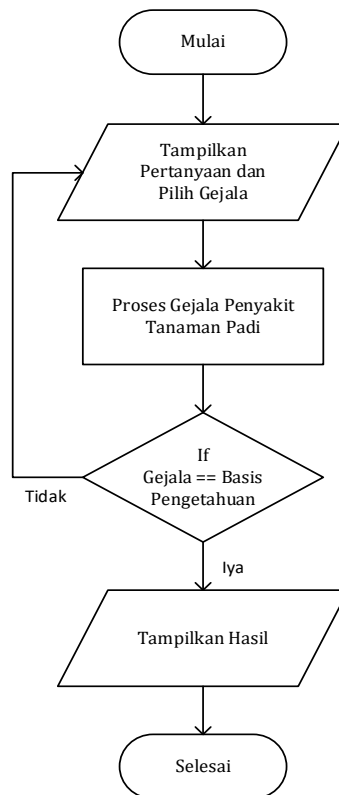 Mulai
Tampilkan
Pertanyaan dan
Pilih Gejala
Proses Gejala Penyakit
Tanaman Padi
If
Gejala == Basis
Pengetahuan
Tidak
Iya
Tampilkan Hasil
Selesai